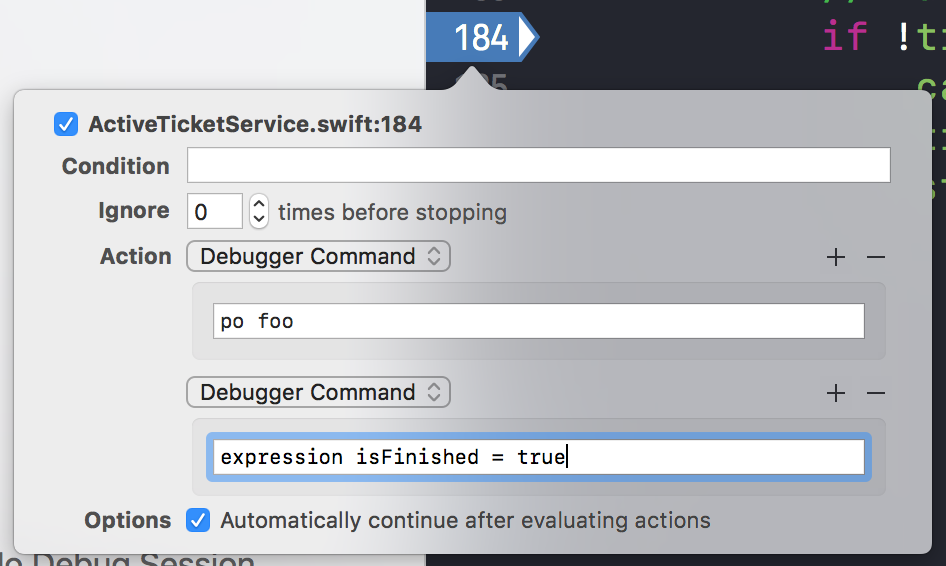 184
if !ti
ActiveTicketService.swift:184
Condition
Ignore 0 times before stopping
Action Debugger Command + −
po foo
Debugger Command + −
expression isFinished = true
Options Automatically continue after evaluating actions
Debug Session